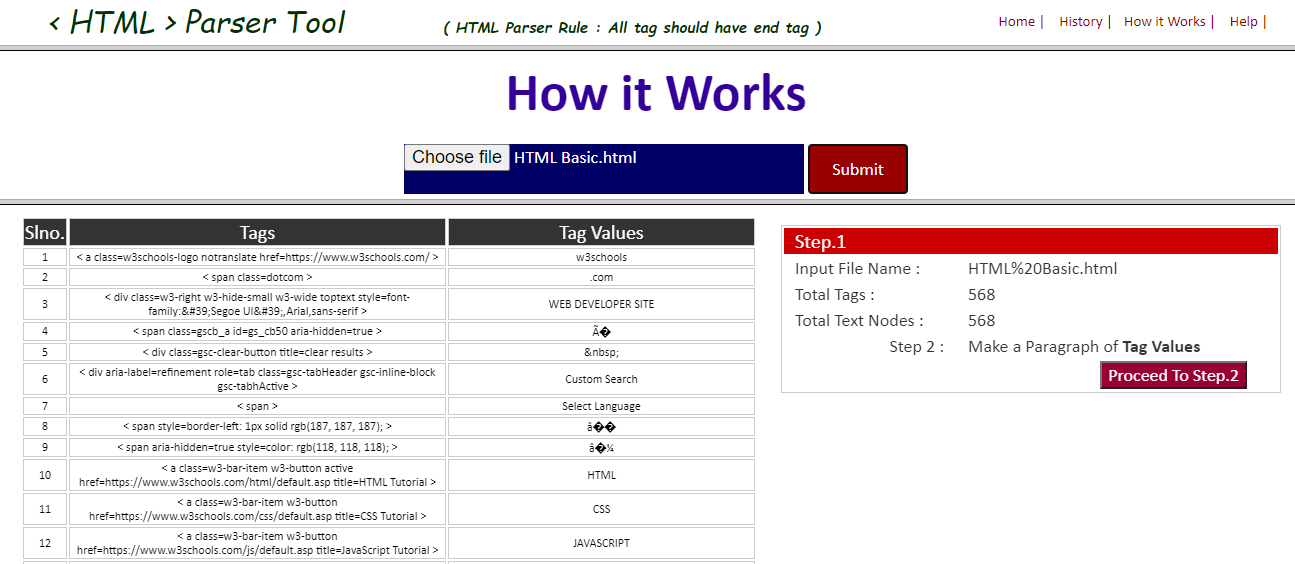 < HTML > Parser Tool
( HTML Parser Rule : All tag should have end tag )
Home | History | How it Works | Help |
How it Works
Choose file HTML Basic.html
Submit
Slno. Tags Tag Values
1 < a class=w3schools-logo notranslate href=https://www.w3schools.com/ > w3schools
2 < span class=dotcom > .com
3 < div class=w3-right w3-hide-small w3-wide toptext style=font-
family:&#39;Segoe UI&#39;,Arial,sans-serif > WEB DEVELOPER SITE
4 < span class=gscb_a id=gs_cb50 aria-hidden=true > Ã�
5 < div class=gsc-clear-button title=clear results > &nbsp;
6 < div aria-label=refinement role=tab class=gsc-tabHeader gsc-inline-block
gsc-tabhActive > Custom Search
7 < span > Select Language
8 < span style=border-left: 1px solid rgb(187, 187, 187); > â��
9 < span aria-hidden=true style=color: rgb(118, 118, 118); > â�¼
10 < a class=w3-bar-item w3-button active
href=https://www.w3schools.com/html/default.asp title=HTML Tutorial > HTML
11 < a class=w3-bar-item w3-button
href=https://www.w3schools.com/css/default.asp title=CSS Tutorial > CSS
12 < a class=w3-bar-item w3-button
href=https://www.w3schools.com/js/default.asp title=JavaScript Tutorial > JAVASCRIPT
Step.1
Input File Name : HTML%20Basic.html
Total Tags : 568
Total Text Nodes : 568
Step 2 : Make a Paragraph of Tag Values
Proceed To Step.2